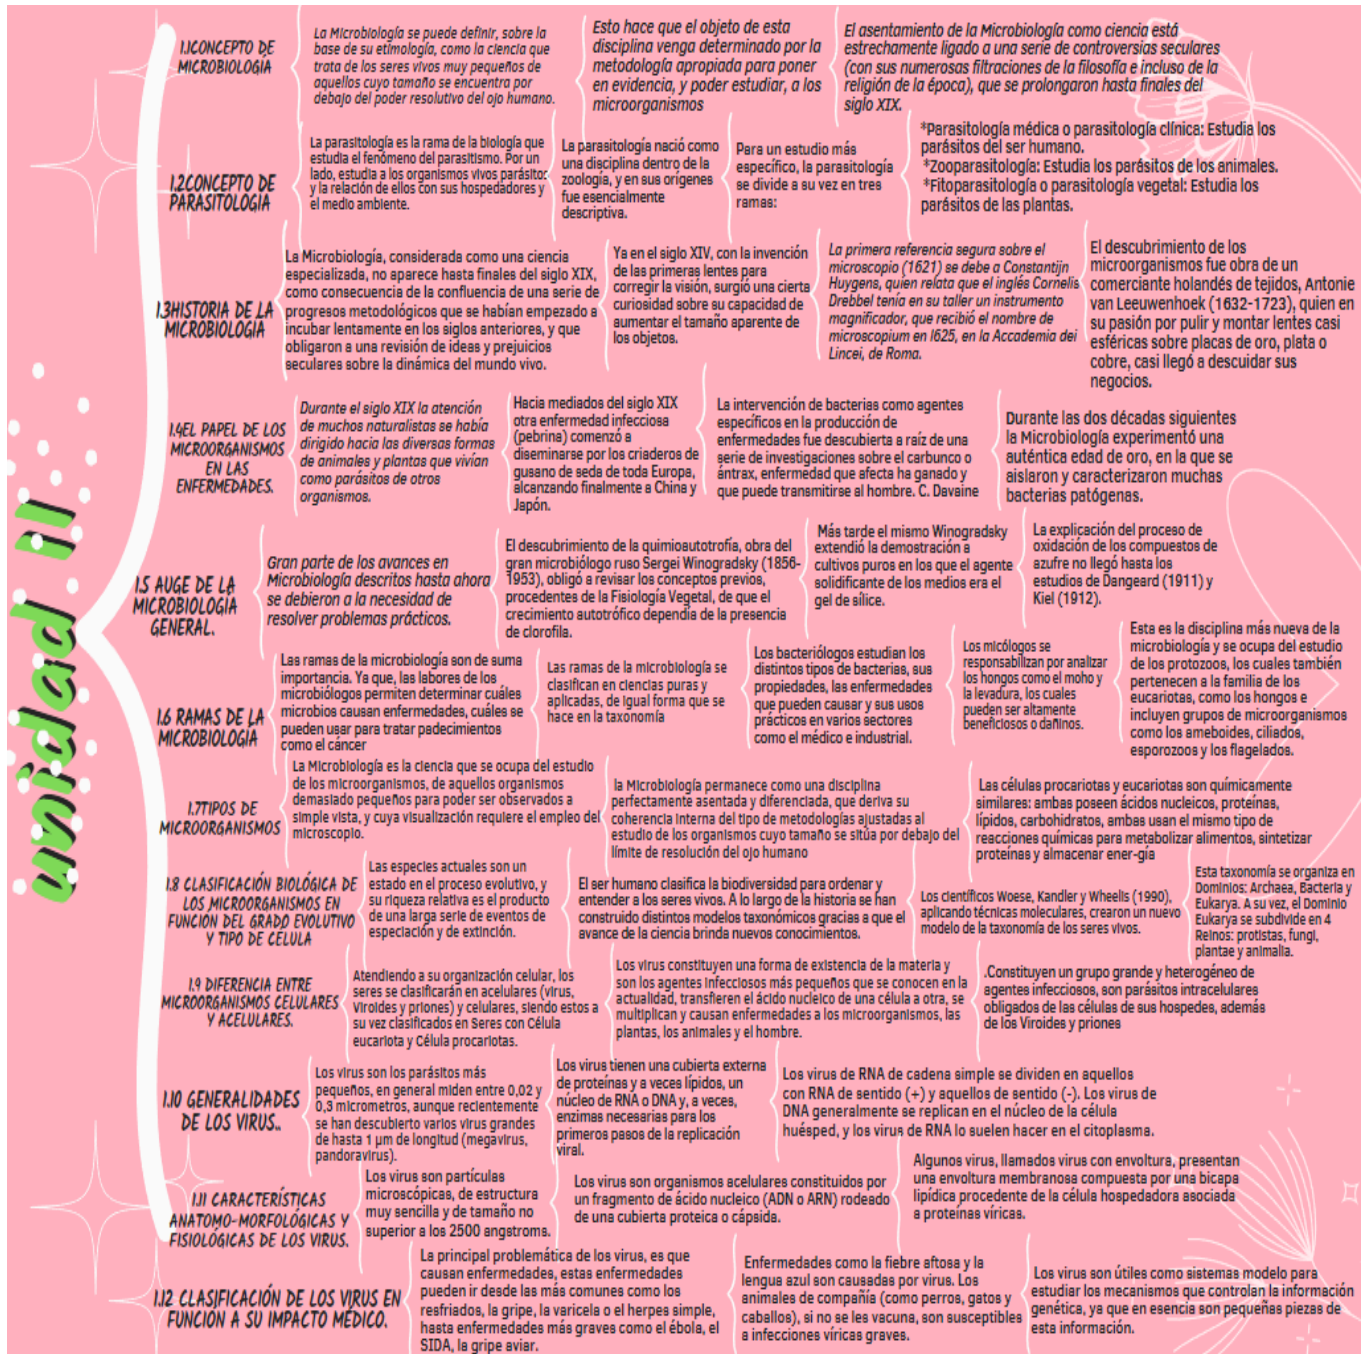 unidad II
1.1CONCEPTO DE
MICROBIOLOGIA
La Microbiología se puede definir, sobre la
base de su etimología, como la ciencia que
trata de los seres vivos muy pequeños de
aquellos cuyo tamaño se encuentra por
debajo del poder resolutivo del ojo humano.
Esto hace que el objeto de esta
disciplina venga determinado por la
metodología apropiada para poner
en evidencia, y poder estudiar, a los
microorganismos
El asentamiento de la Microbiología como ciencia está
estrechamente ligado a una serie de controversias seculares
(con sus numerosas filtraciones de la filosofía e incluso de la
religión de la época), que se prolongaron hasta finales del
siglo XIX.
1.2CONCEPTO DE
PARASITOLOGIA
La parasitología es la rama de la biología que
estudia el fenómeno del parasitismo. Por un
lado, estudia a los organismos vivos parásitos
y la relación de ellos con sus hospedadores y
el medio ambiente.
La parasitología nació como
una disciplina dentro de la
zoología, y en sus orígenes
fue esencialmente
descriptiva.
Para un estudio más
específico, la parasitología
se divide a su vez en tres
ramas:
*Parasitología médica o parasitología clínica: Estudia los
parásitos del ser humano.
*Zooparasitología: Estudia los parásitos de los animales.
*Fitoparasitología o parasitología vegetal: Estudia los
parásitos de las plantas.
1.3HISTORIA DE LA
MICROBIOLOGIA
La Microbiología, considerada como una ciencia
especializada, no aparece hasta finales del siglo XIX,
como consecuencia de la confluencia de una serie de
progresos metodológicos que se habían empezado a
incubar lentamente en los siglos anteriores, y que
obligaron a una revisión de ideas y prejuicios
seculares sobre la dinámica del mundo vivo.
Ya en el siglo XIV, con la invención
de las primeras lentes para
corregir la visión, surgió una cierta
curiosidad sobre su capacidad de
aumentar el tamaño aparente de
los objetos.
La primera referencia segura sobre el
microscopio (1621) se debe a Constantijn
Huygens, quien relata que el inglés Cornelis
Drebbel tenía en su taller un instrumento
magnificador, que recibió el nombre de
microscopium en l625, en la Accademia dei
Lincei, de Roma.
El descubrimiento de los
microorganismos fue obra de un
comerciante holandés de tejidos, Antonie
van Leeuwenhoek (1632-1723), quien en
su pasión por pulir y montar lentes casi
esféricas sobre placas de oro, plata o
cobre, casi llegó a descuidar sus
negocios.
1.4EL PAPEL DE LOS
MICROORGANISMOS
EN LAS
ENFERMEDADES.
Durante el siglo XIX la atención
de muchos naturalistas se había
dirigido hacia las diversas formas
de animales y plantas que vivían
como parásitos de otros
organismos.
Hacia mediados del siglo XIX
otra enfermedad infecciosa
(pebrina) comenzó a
diseminarse por los criaderos de
gusano de seda de toda Europa,
alcanzando finalmente a China y
Japón.
La intervención de bacterias como agentes
específicos en la producción de
enfermedades fue descubierta a raíz de una
serie de investigaciones sobre el carbunco o
ántrax, enfermedad que afecta ha ganado y
que puede transmitirse al hombre. C. Davaine
Durante las dos décadas siguientes
la Microbiología experimentó una
auténtica edad de oro, en la que se
aislaron y caracterizaron muchas
bacterias patógenas.
1.5 AUGE DE LA
MICROBIOLOGIA
GENERAL.
Gran parte de los avances en
Microbiología descritos hasta ahora
se debieron a la necesidad de
resolver problemas prácticos.
El descubrimiento de la quimioautotrofía, obra del
gran microbiólogo ruso Sergei Winogradsky (1856-
1953), obligó a revisar los conceptos previos,
procedentes de la Fisiología Vegetal, de que el
crecimiento autotrófico dependía de la presencia
de clorofila.
Más tarde el mismo Winogradsky
extendió la demostración a
cultivos puros en los que el agente
solidificante de los medios era el
gel de sílice.
La explicación del proceso de
oxidación de los compuestos de
azufre no llegó hasta los
estudios de Dangeard (1911) y
Kiel (1912).
1.6 RAMAS DE LA
MICROBIOLOGIA
Las ramas de la microbiología son de suma
importancia. Ya que, las labores de los
microbiólogos permiten determinar cuáles
microbios causan enfermedades, cuáles se
pueden usar para tratar padecimientos
como el cáncer
Las ramas de la microbiología se
clasifican en ciencias puras y
aplicadas, de igual forma que se
hace en la taxonomía
Los bacteriólogos estudian los
distintos tipos de bacterias, sus
propiedades, las enfermedades
que pueden causar y sus usos
prácticos en varios sectores
como el médico e industrial.
Los micólogos se
responsabilizan por analizar
los hongos como el moho y
la levadura, los cuales
pueden ser altamente
beneficiosos o dañinos.
Esta es la disciplina más nueva de la
microbiología y se ocupa del estudio
de los protozoos, los cuales también
pertenecen a la familia de los
eucariotas, como los hongos e
incluyen grupos de microorganismos
como los ameboides, ciliados,
esporozoos y los flagelados.
1.7TIPOS DE
MICROORGANISMOS
La Microbiología es la ciencia que se ocupa del estudio
de los microorganismos, de aquellos organismos
demasiado pequeños para poder ser observados a
simple vista, y cuya visualización requiere el empleo del
microscopio.
la Microbiología permanece como una disciplina
perfectamente asentada y diferenciada, que deriva su
coherencia interna del tipo de metodologías ajustadas al
estudio de los organismos cuyo tamaño se sitúa por debajo del
límite de resolución del ojo humano
Las células procariotas y eucariotas son químicamente
similares: ambas poseen ácidos nucleicos, proteínas,
lípidos, carbohidratos, ambas usan el mismo tipo de
reacciones químicas para metabolizar alimentos, sintetizar
proteínas y almacenar ener-gía
1.8 CLASIFICACIÓN BIOLÓGICA DE
LOS MICROORGANISMOS EN
FUNCIÓN DEL GRADO EVOLUTIVO
Y TIPO DE CÉLULA
Las especies actuales son un
estado en el proceso evolutivo, y
su riqueza relativa es el producto
de una larga serie de eventos de
especiación y de extinción.
El ser humano clasifica la biodiversidad para ordenar y
entender a los seres vivos. A lo largo de la historia se han
construido distintos modelos taxonómicos gracias a que el
avance de la ciencia brinda nuevos conocimientos.
Los científicos Woese, Kandler y Wheelis (1990),
aplicando técnicas moleculares, crearon un nuevo
modelo de la taxonomía de los seres vivos.
Esta taxonomía se organiza en
Dominios: Archaea, Bacteria y
Eukarya. A su vez, el Dominio
Eukarya se subdivide en 4
Reinos: protistas, fungi,
plantae y animalia.
1.9 DIFERENCIA ENTRE
MICROORGANISMOS CELULARES
Y ACELULARES.
Atendiendo a su organización celular, los
seres se clasificarán en acelulares (virus,
Viroides y priones) y celulares, siendo estos a
su vez clasificados en Seres con Célula
eucariota y Célula procariotas.
Los virus constituyen una forma de existencia de la materia y
son los agentes infecciosos más pequeños que se conocen en la
actualidad, transfieren el ácido nucleico de una célula a otra, se
multiplican y causan enfermedades a los microorganismos, las
plantas, los animales y el hombre.
.Constituyen un grupo grande y heterogéneo de
agentes infecciosos, son parásitos intracelulares
obligados de las células de sus hospedes, además
de los Viroides y priones
1.10 GENERALIDADES
DE LOS VIRUS..
Los virus son los parásitos más
pequeños, en general miden entre 0,02 y
0,3 micrometros, aunque recientemente
se han descubierto varios virus grandes
de hasta 1 μm de longitud (megavirus,
pandoravirus).
Los virus tienen una cubierta externa
de proteínas y a veces lípidos, un
núcleo de RNA o DNA y, a veces,
enzimas necesarias para los
primeros pasos de la replicación
viral.
Los virus de RNA de cadena simple se dividen en aquellos
con RNA de sentido (+) y aquellos de sentido (-). Los virus de
DNA generalmente se replican en el núcleo de la célula
huésped, y los virus de RNA lo suelen hacer en el citoplasma.
1.11 CARACTERÍSTICAS
ANATOMO-MORFOLÓGICAS Y
FISIOLÓGICAS DE LOS VIRUS.
Los virus son partículas
microscópicas, de estructura
muy sencilla y de tamaño no
superior a los 2500 angstroms.
Los virus son organismos acelulares constituidos por
un fragmento de ácido nucleico (ADN o ARN) rodeado
de una cubierta proteica o cápsida.
Algunos virus, llamados virus con envoltura, presentan
una envoltura membranosa compuesta por una bicapa
lipídica procedente de la célula hospedadora asociada
a proteínas víricas.
1.12 CLASIFICACIÓN DE LOS VIRUS EN
FUNCIÓN A SU IMPACTO MÉDICO.
La principal problemática de los virus, es que
causan enfermedades, estas enfermedades
pueden ir desde las más comunes como los
resfriados, la gripe, la varicela o el herpes simple,
hasta enfermedades más graves como el ébola, el
SIDA, la gripe aviar.
Enfermedades como la fiebre aftosa y la
lengua azul son causadas por virus. Los
animales de compañía (como perros, gatos y
caballos), si no se les vacuna, son susceptibles
a infecciones víricas graves.
Los virus son útiles como sistemas modelo para
estudiar los mecanismos que controlan la información
genética, ya que en esencia son pequeñas piezas de
esta información.